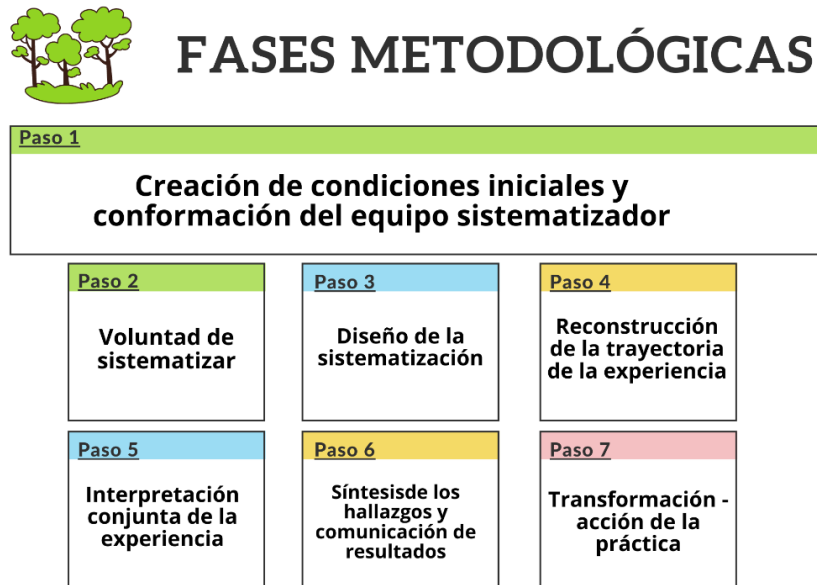 FASES METODOLÓGICAS
Paso 1
Creación de condiciones iniciales y
conformación del equipo sistematizador
Paso 2
Voluntad de
sistematizar
Paso 3
Diseño de la
sistematización
Paso 4
Reconstrucción
de la trayectoria
de la experiencia
Paso 5
Interpretación
conjunta de la
experiencia
Paso 6
Síntesisde los
hallazgos y
comunicación de
resultados
Paso 7
Transformación -
acción de la
práctica